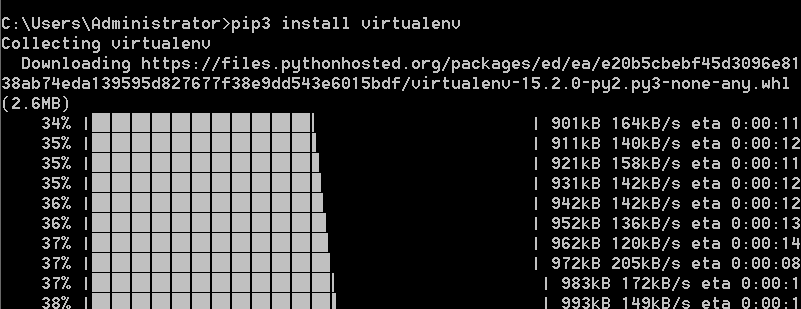 C:\Users\Administrator>pip3 install virtualenv
Collecting virtualenv
  Downloading https://files.pythonhosted.org/packages/ed/ea/e20b5cbebf45d3096e81
38ab74eda139595d827677f38e9dd543e6015bdf/virtualenv-15.2.0-py2.py3-none-any.whl
(2.6MB)
34% | | 901kB 164kB/s eta 0:00:11
35% | | 911kB 140kB/s eta 0:00:12
35% | | 921kB 158kB/s eta 0:00:11
35% | | 931kB 142kB/s eta 0:00:12
36% | | 942kB 142kB/s eta 0:00:12
36% | | 952kB 136kB/s eta 0:00:13
37% | | 962kB 120kB/s eta 0:00:14
37% | | 972kB 205kB/s eta 0:00:08
37% | | 983kB 172kB/s eta 0:00:1
38% | | 993kB 149kB/s eta 0:00:1